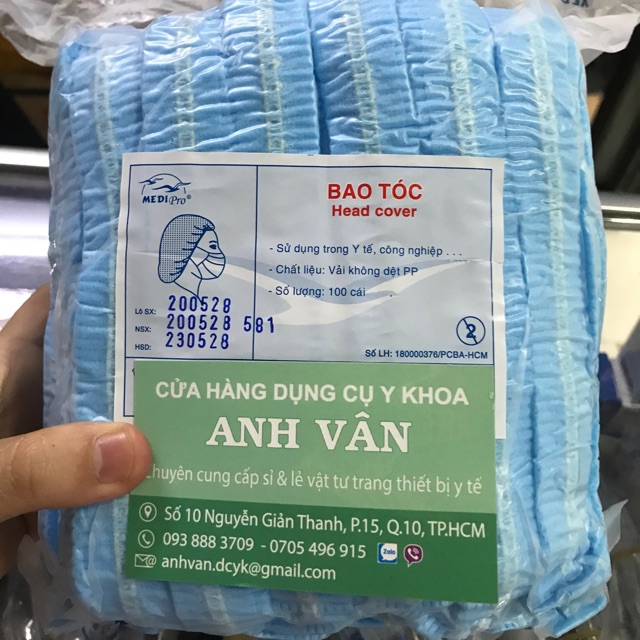 MEDIPro®
BAO TÓC
Head cover
- Sử dụng trong Y tế, công nghiệp . . .
- Chất liệu: Vải không dệt PP
- Số lượng: 100 cái
Lô SX: 200528
NSX: 200528 581
HSD: 230528
2
Số LH: 180000376/PCBA-HCM
CỬA HÀNG DỤNG CỤ Y KHOA
ANH VÂN
Chuyên cung cấp sỉ & lẻ vật tư trang thiết bị y tế
Số 10 Nguyễn Giản Thanh, P.15, Q.10, TP.HCM
093 888 3709 - 0705 496 915 Zalo
anhvan.dcyk@gmail.com